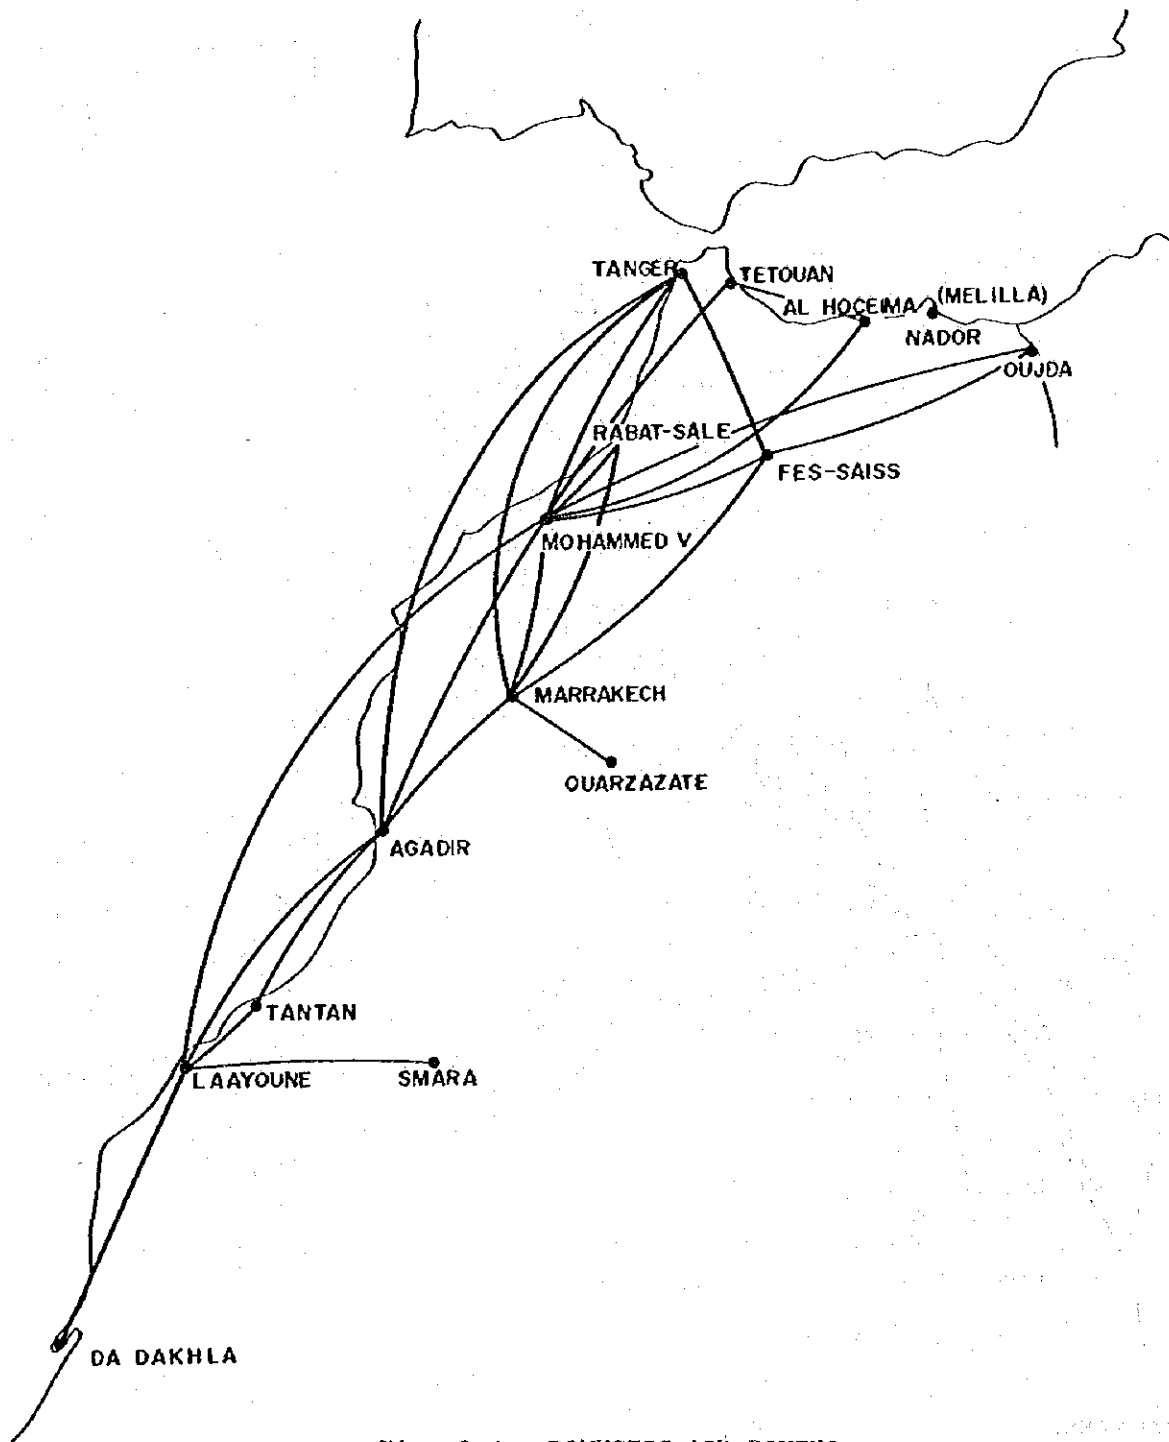 TANGER
TETOUAN
AL HOCEIMA
(MELILLA)
NADOR
OUJDA
RABAT-SALE
FES-SAISS
MOHAMMED V
MARRAKECH
OUARZAZATE
AGADIR
TANTAN
LAAYOUNE
SMARA
DA DAKHLA